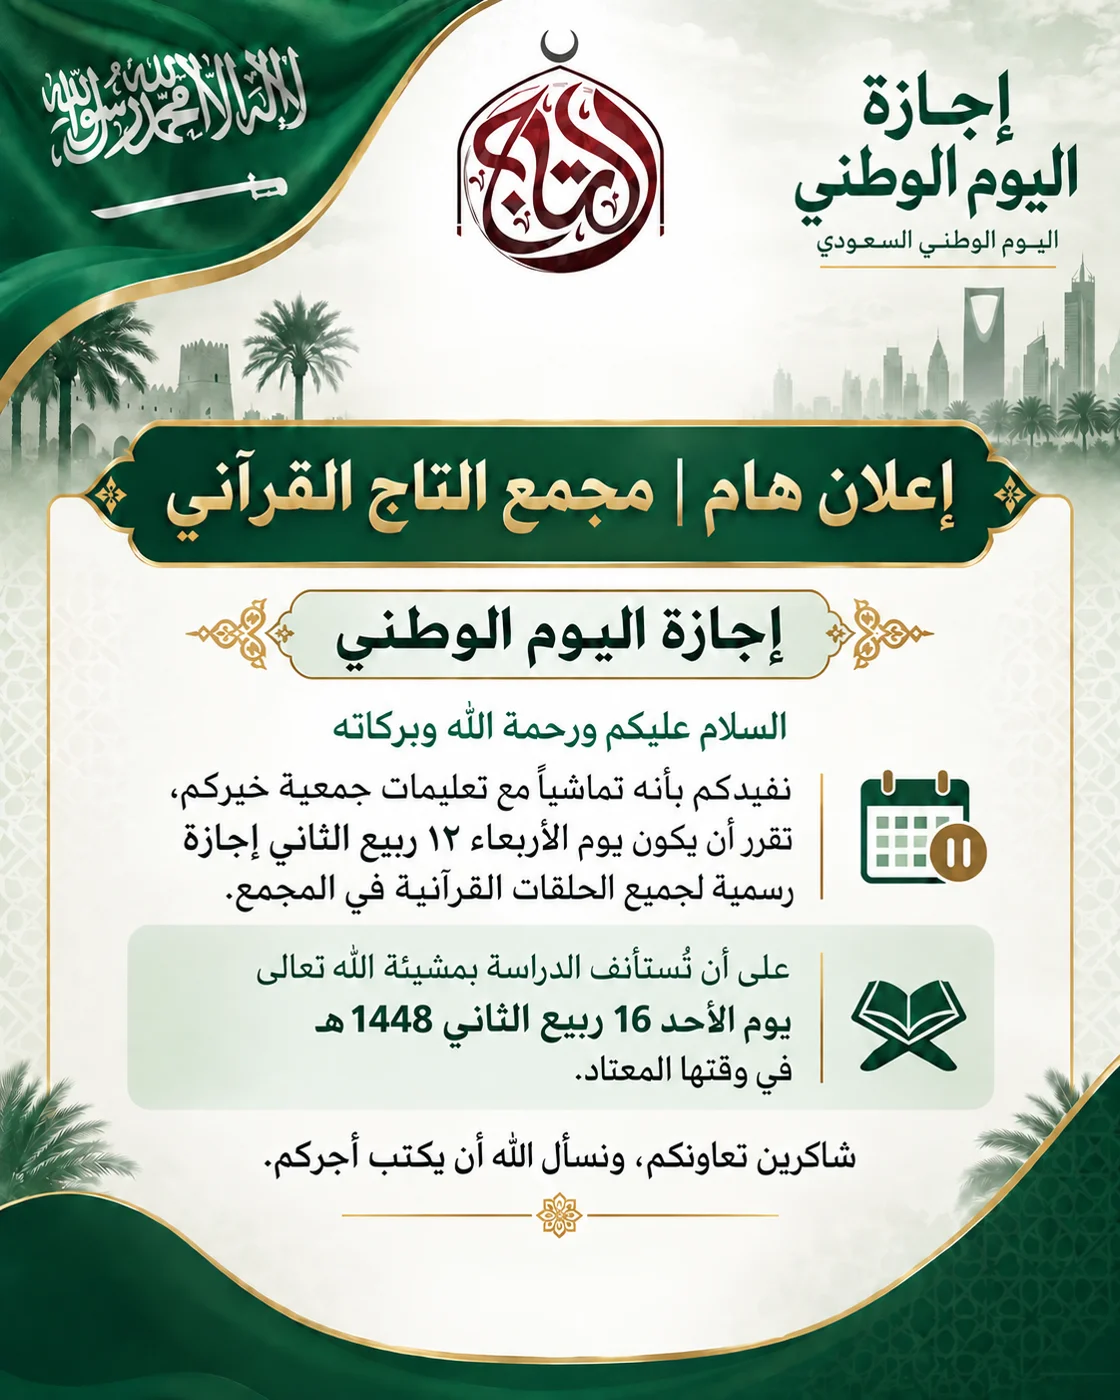 لا إله إلا الله محمد رسول الله
التاج
إجازة
اليوم الوطني
اليوم الوطني السعودي
إعلان هام | مجمع التاج القرآني
إجازة اليوم الوطني
السلام عليكم ورحمة الله وبركاته
نفيدكم بأنه تماشياً مع تعليمات جمعية خيركم،
تقرر أن يكون يوم الأربعاء ١٢ ربيع الثاني إجازة
رسمية لجميع الحلقات القرآنية في المجمع.
على أن تُستأنف الدراسة بمشيئة الله تعالى
يوم الأحد 16 ربيع الثاني 1448 هـ
في وقتها المعتاد.
شاكرين تعاونكم، ونسأل الله أن يكتب أجركم.